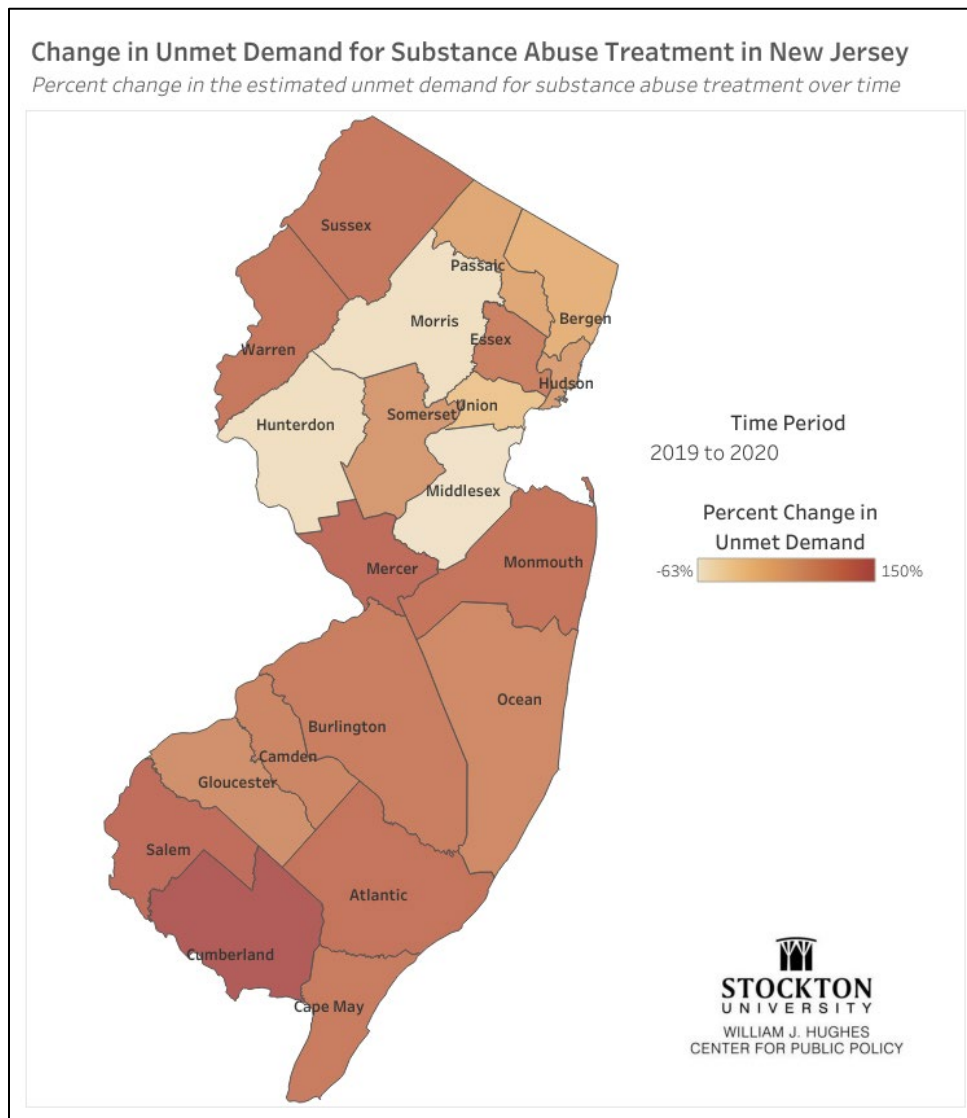 Change in Unmet Demand for Substance Abuse Treatment in New Jersey
Percent change in the estimated unmet demand for substance abuse treatment over time
Sussex
Passaic
Bergen
Morris
Essex
Warren
Hudson
Union
Somerset
Hunterdon
Middlesex
Mercer
Monmouth
Ocean
Burlington
Camden
Gloucester
Salem
Atlantic
Cumberland
Cape May
Time Period
2019 to 2020
Percent Change in
Unmet Demand
-63% 150%
STOCKTON
UNIVERSITY
WILLIAM J. HUGHES
CENTER FOR PUBLIC POLICY